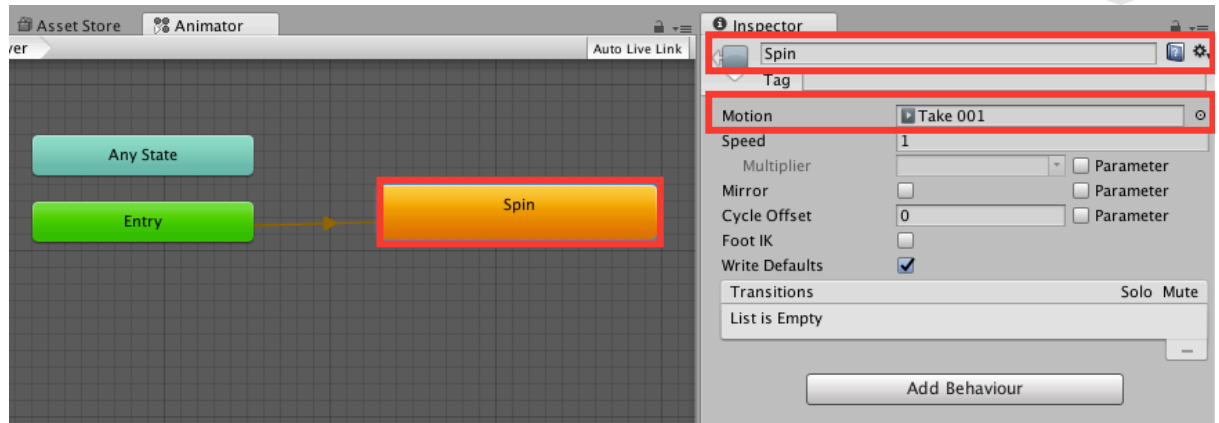 Asset Store Animator
ver Auto Live Link
Any State
Entry
Spin
Inspector
Spin
Tag
Motion Take 001
Speed 1
Multiplier Parameter
Mirror Parameter
Cycle Offset 0 Parameter
Foot IK
Write Defaults
Transitions Solo Mute
List is Empty
Add Behaviour